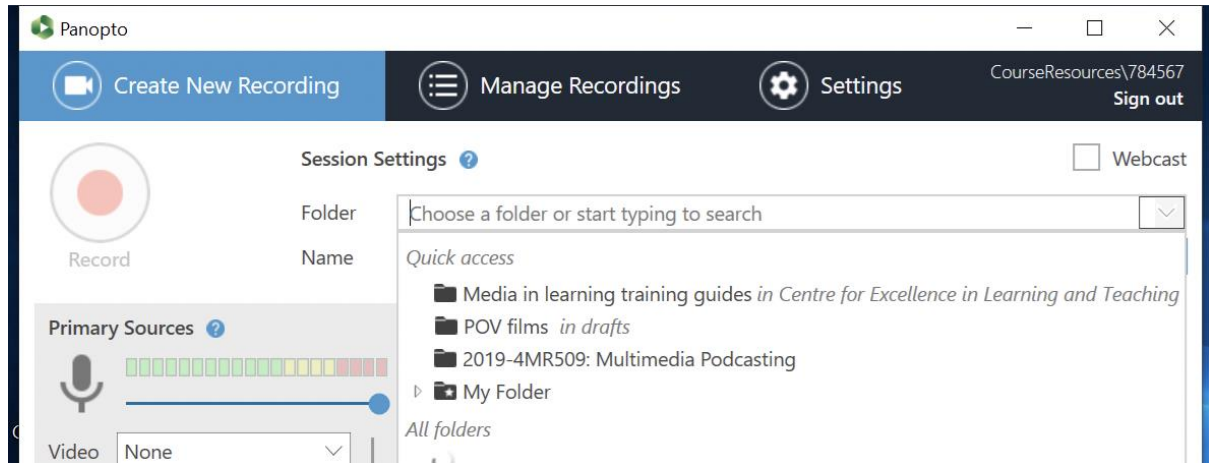 Panopto
Create New Recording
Manage Recordings
Settings
CourseResources\784567
Sign out
Record
Session Settings ?
Webcast
Folder
Choose a folder or start typing to search
Name
Quick access
Media in learning training guides in Centre for Excellence in Learning and Teaching
POV films in drafts
2019-4MR509: Multimedia Podcasting
My Folder
All folders
Primary Sources ?
Video None